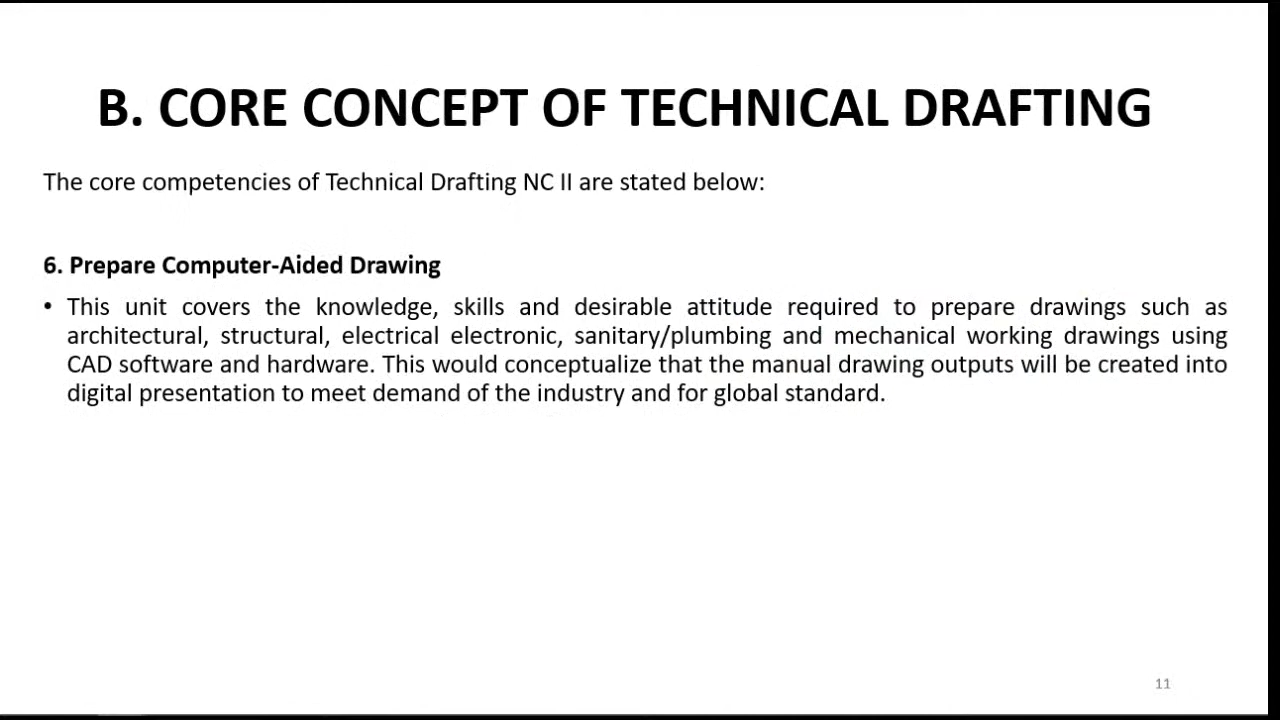 B. CORE CONCEPT OF TECHNICAL DRAFTING
The core competencies of Technical Drafting NC II are stated below:
6. Prepare Computer-Aided Drawing
• This unit covers the knowledge, skills and desirable attitude required to prepare drawings such as
architectural, structural, electrical electronic, sanitary/plumbing and mechanical working drawings using
CAD software and hardware. This would conceptualize that the manual drawing outputs will be created into
digital presentation to meet demand of the industry and for global standard.
11